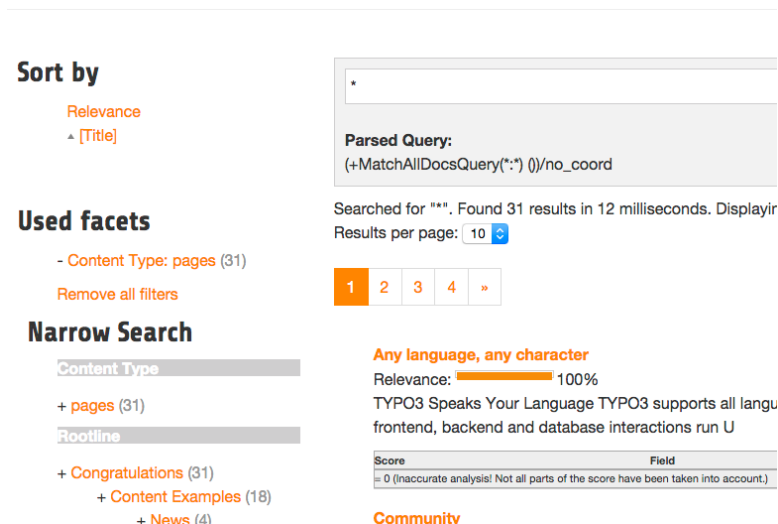 Sort by
Relevance
▲ [Title]
Used facets
- Content Type: pages (31)
Remove all filters
Narrow Search
Content Type
+ pages (31)
Rootline
+ Congratulations (31)
+ Content Examples (18)
+ News (4)
*
Parsed Query:
(+MatchAllDocsQuery(*:*) ())/no_coord
Searched for "*". Found 31 results in 12 milliseconds.
Results per page: 10
1 2 3 4 »
Any language, any character
Relevance: 100%
TYPO3 Speaks Your Language TYPO3 supports all
frontend, backend and database interactions run U
Score Field
= 0 (Inaccurate analysis! Not all parts of the score have been taken into account.)
Community